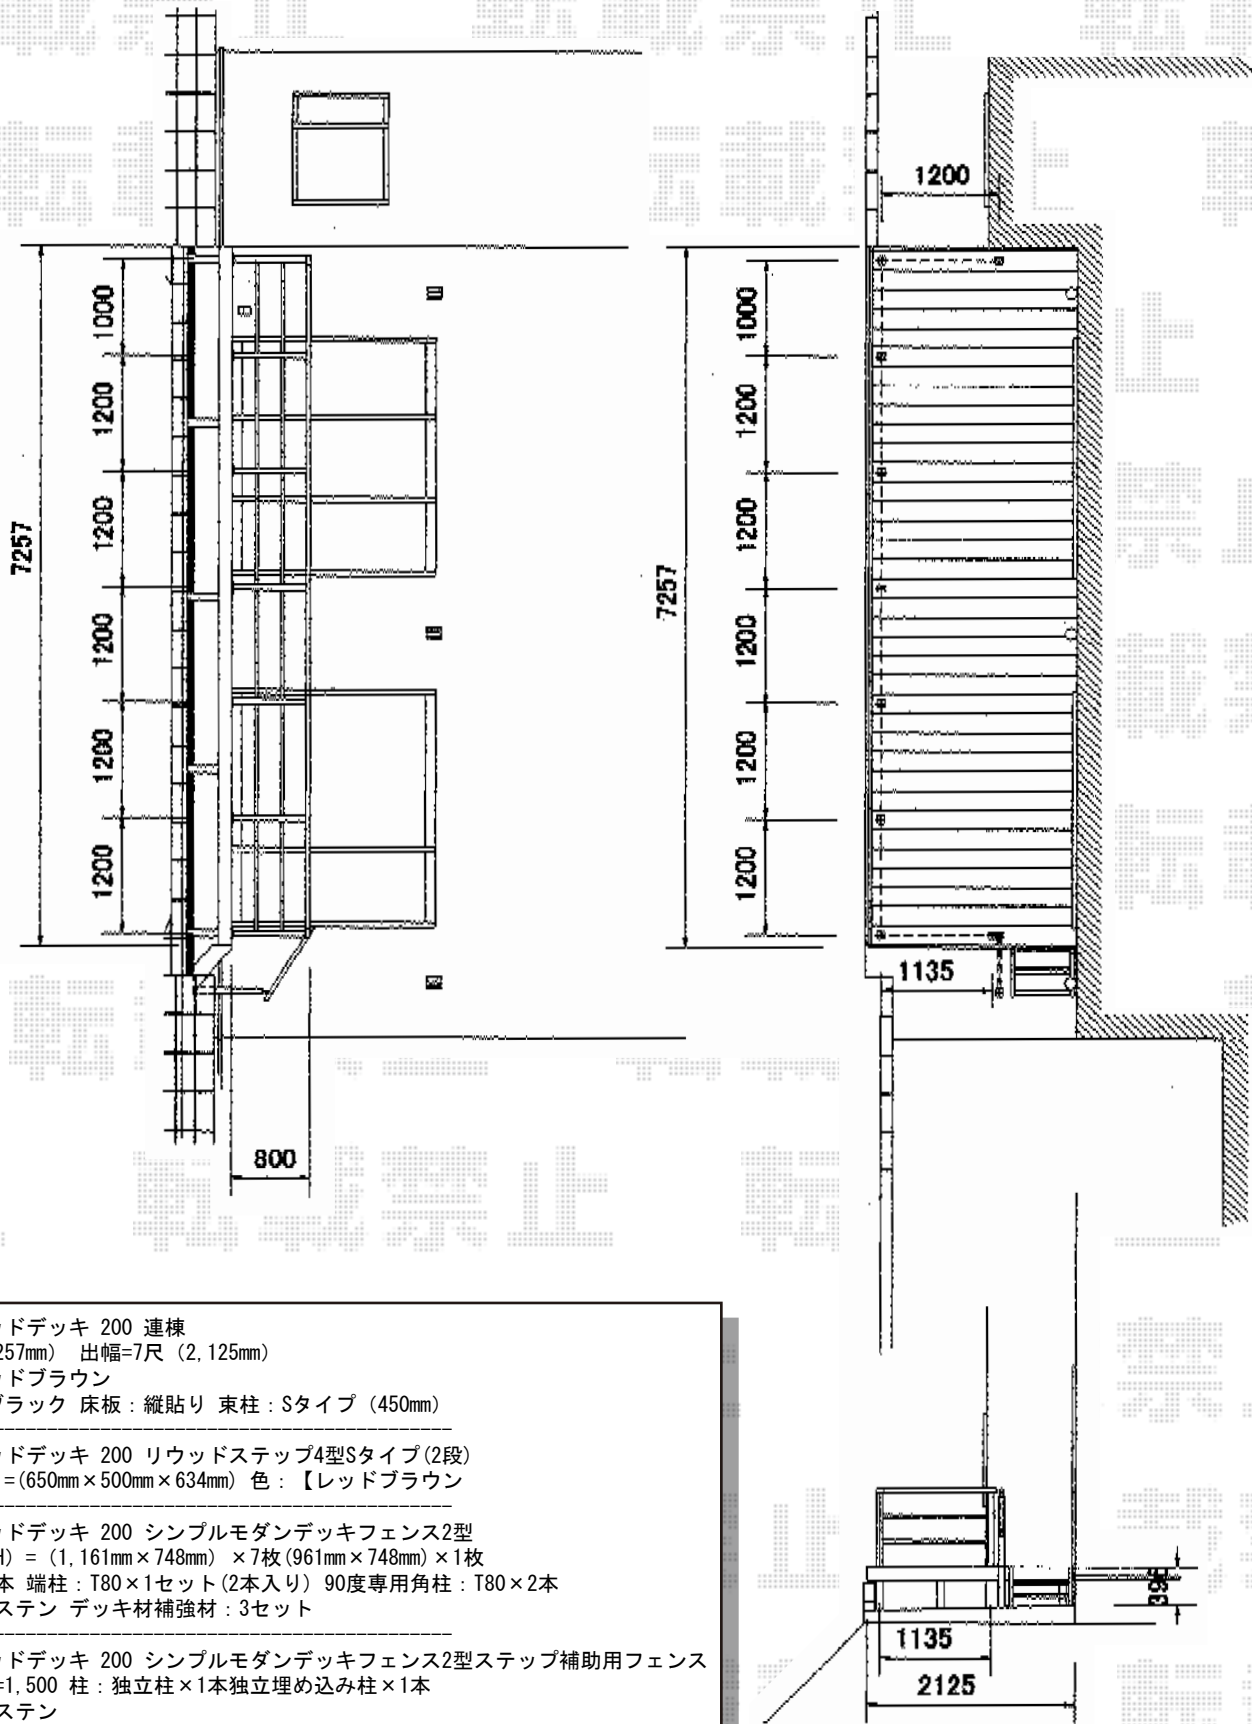 1200
7257
1000
1200
1200
1200
1200
1200
7257
1000
1200
1200
1200
1200
1200
1135
800
395
1135
2125
ッドデッキ 200 連棟
257mm) 出幅=7尺 (2,125mm)
ッドブラウン
ブラック 床板：縦貼り 束柱：Sタイプ (450mm)
ッドデッキ 200 リウッドステップ4型Sタイプ(2段)
=(650mm×500mm×634mm) 色：【レッドブラウン
ッドデッキ 200 シンプルモダンデッキフェンス2型
H) = (1,161mm×748mm) ×7枚(961mm×748mm)×1枚
本 端柱：T80×1セット(2本入り) 90度専用角柱：T80×2本
ステン デッキ材補強材：3セット
ッドデッキ 200 シンプルモダンデッキフェンス2型ステップ補助用フェンス
=1,500 柱：独立柱×1本独立埋め込み柱×1本
ステン
転載禁止